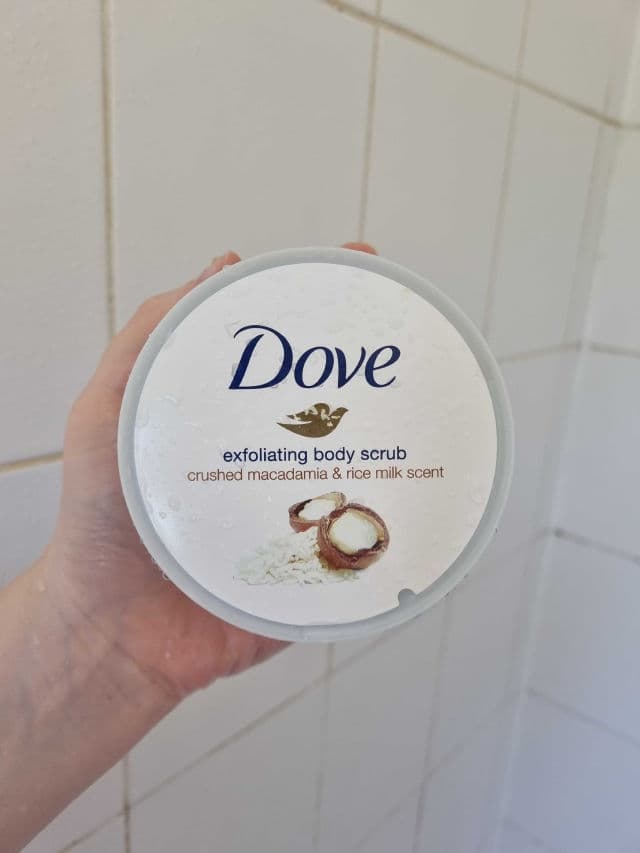 Dove
exfoliating body scrub
crushed macadamia & rice milk scent